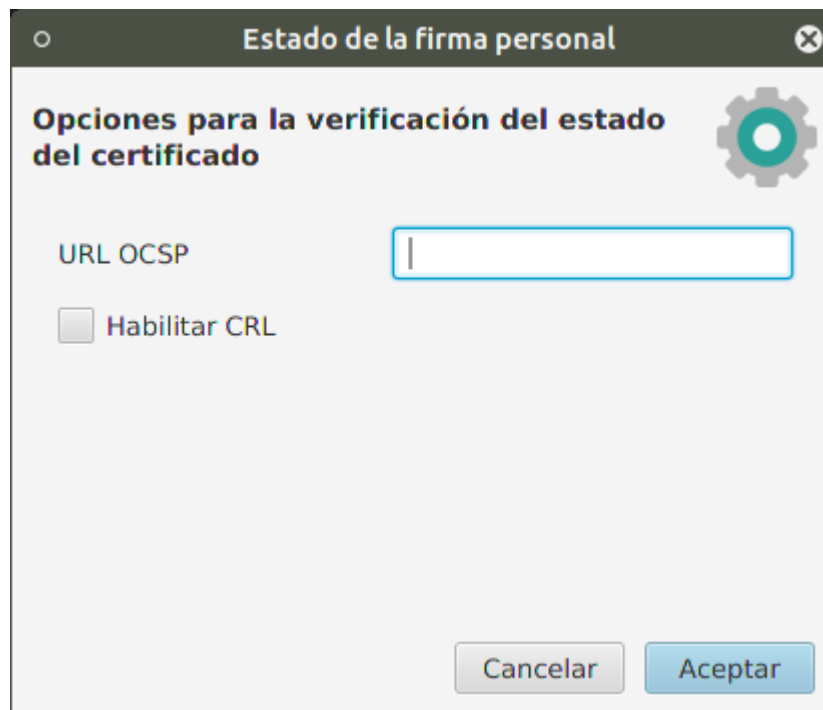 Estado de la firma personal
Opciones para la verificación del estado
del certificado
URL OCSP
Habilitar CRL
Cancelar
Aceptar